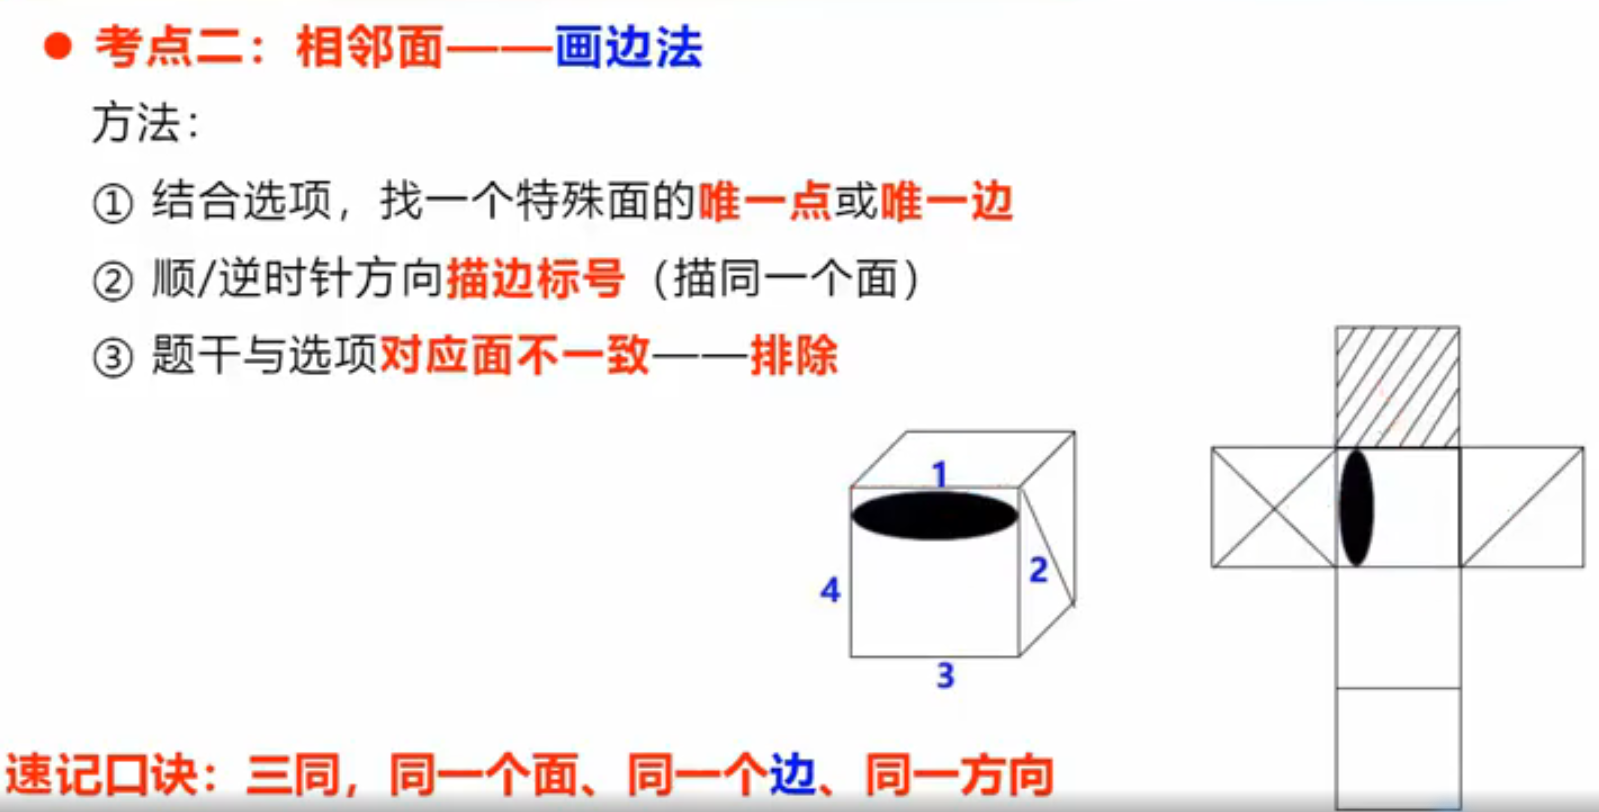 ● 考点二：相邻面——画边法
方法：
① 结合选项，找一个特殊面的唯一点或唯一边
② 顺/逆时针方向描边标号（描同一个面）
③ 题干与选项对应面不一致——排除
1
2
4
3
速记口诀：三同，同一个面、同一个边、同一方向